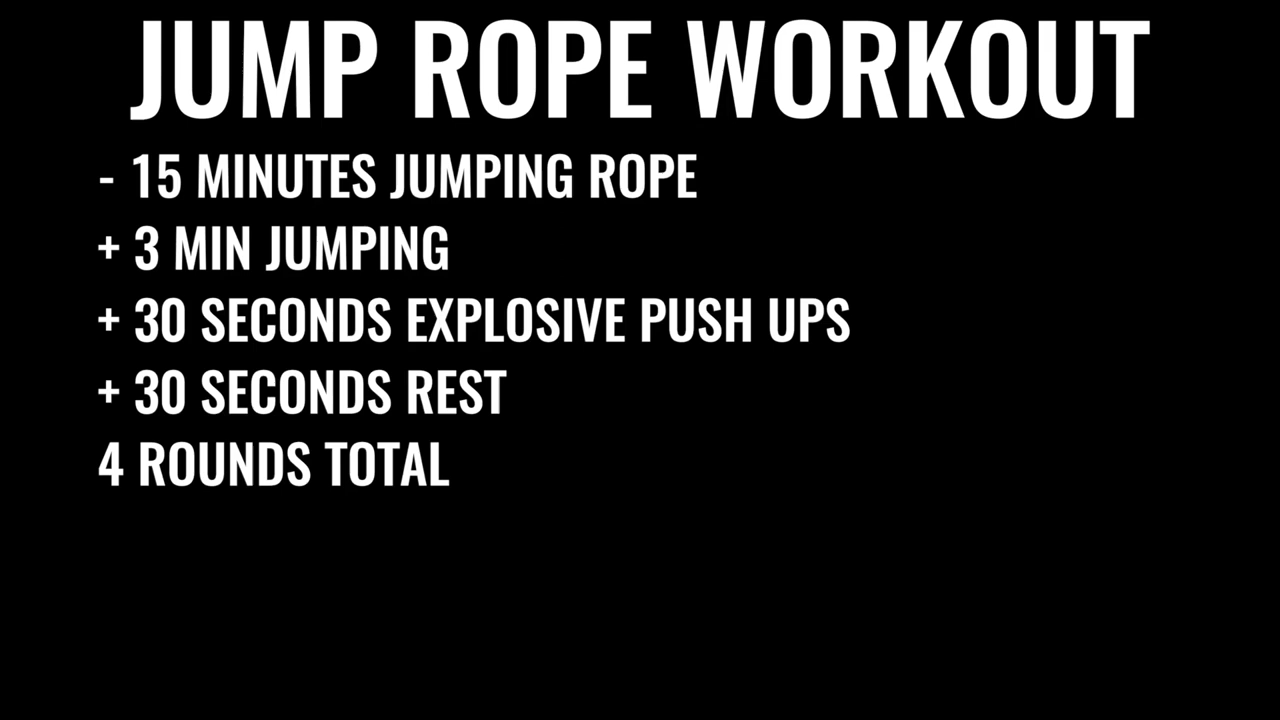 JUMP ROPE WORKOUT
- 15 MINUTES JUMPING ROPE
+ 3 MIN JUMPING
+ 30 SECONDS EXPLOSIVE PUSH UPS
+ 30 SECONDS REST
4 ROUNDS TOTAL